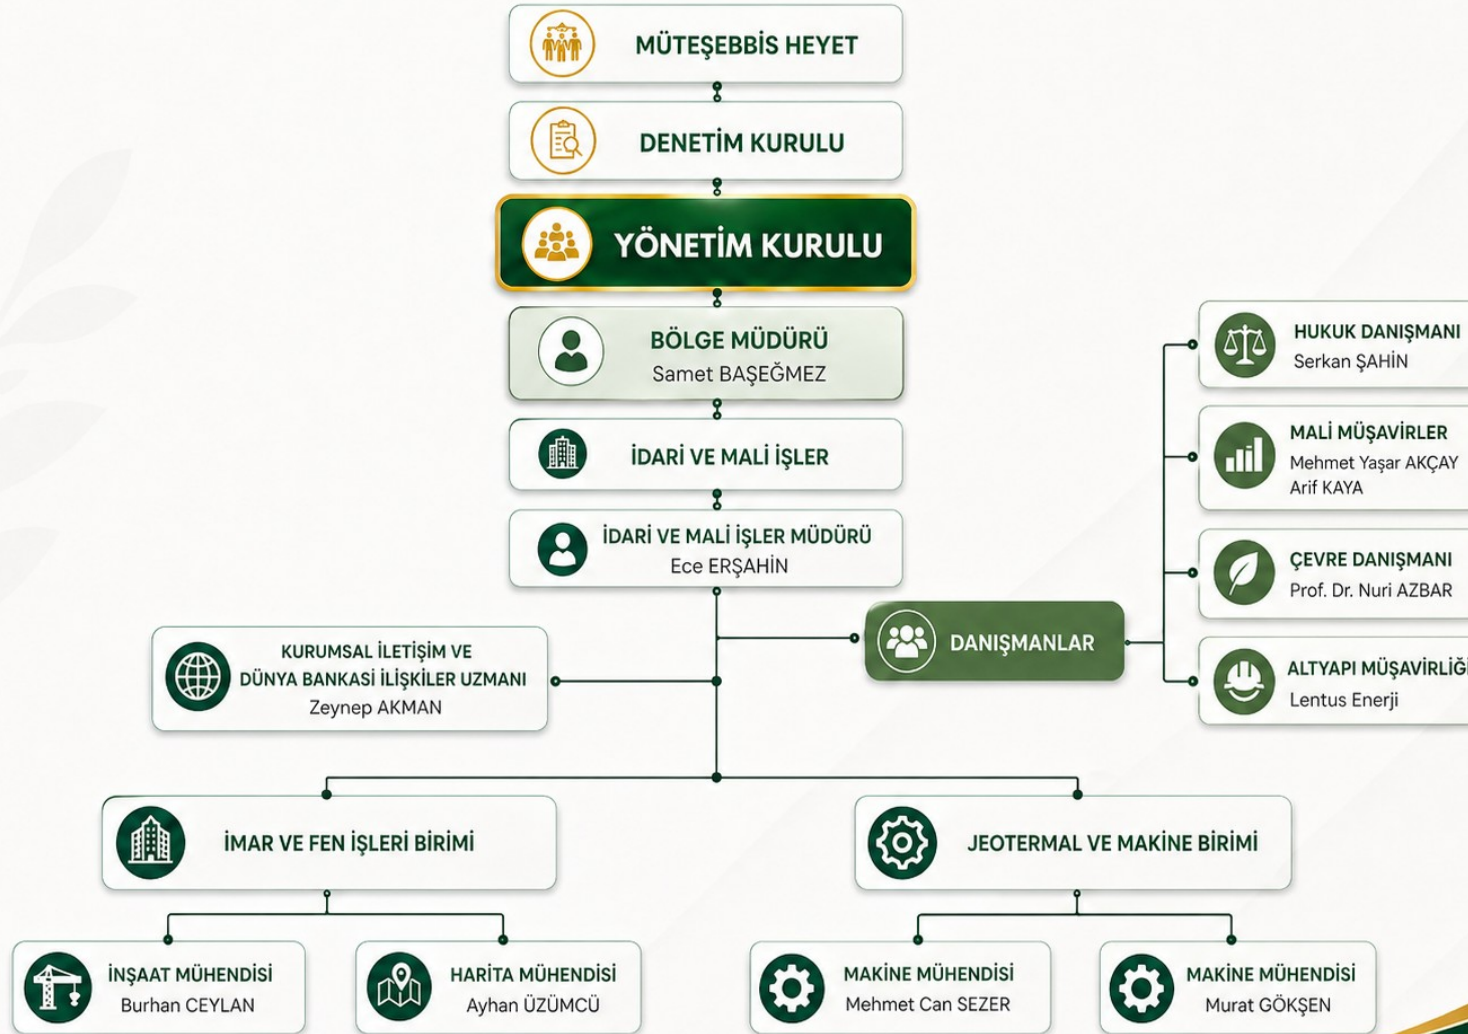 MÜTEŞEBBİS HEYET
DENETİM KURULU
YÖNETİM KURULU
BÖLGE MÜDÜRÜ
Samet BAŞEĞMEZ
İDARİ VE MALİ İŞLER
İDARİ VE MALİ İŞLER MÜDÜRÜ
Ece ERŞAHİN
DANIŞMANLAR
HUKUK DANIŞMANI
Serkan ŞAHİN
MALİ MÜŞAVİRLER
Mehmet Yaşar AKÇAY
Arif KAYA
ÇEVRE DANIŞMANI
Prof. Dr. Nuri AZBAR
ALTYAPI MÜŞAVİRLİĞİ
Lentus Enerji
KURUMSAL İLETİŞİM VE
DÜNYA BANKASI İLİŞKİLER UZMANI
Zeynep AKMAN
İMAR VE FEN İŞLERİ BİRİMİ
JEOTERMAL VE MAKİNE BİRİMİ
İNŞAAT MÜHENDİSİ
Burhan CEYLAN
HARİTA MÜHENDİSİ
Ayhan ÜZÜMCÜ
MAKİNE MÜHENDİSİ
Mehmet Can SEZER
MAKİNE MÜHENDİSİ
Murat GÖKŞEN